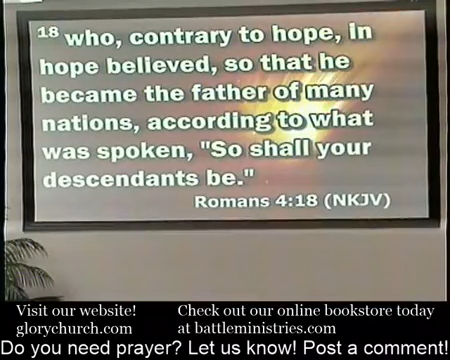 18 who, contrary to hope, in
hope believed, so that he
became the father of many
nations, according to what
was spoken, "So shall your
descendants be."
Romans 4:18 (NKJV)
Visit our website! Check out our online bookstore today
glorychurch.com at battleministries.com
Do you need prayer? Let us know! Post a comment!